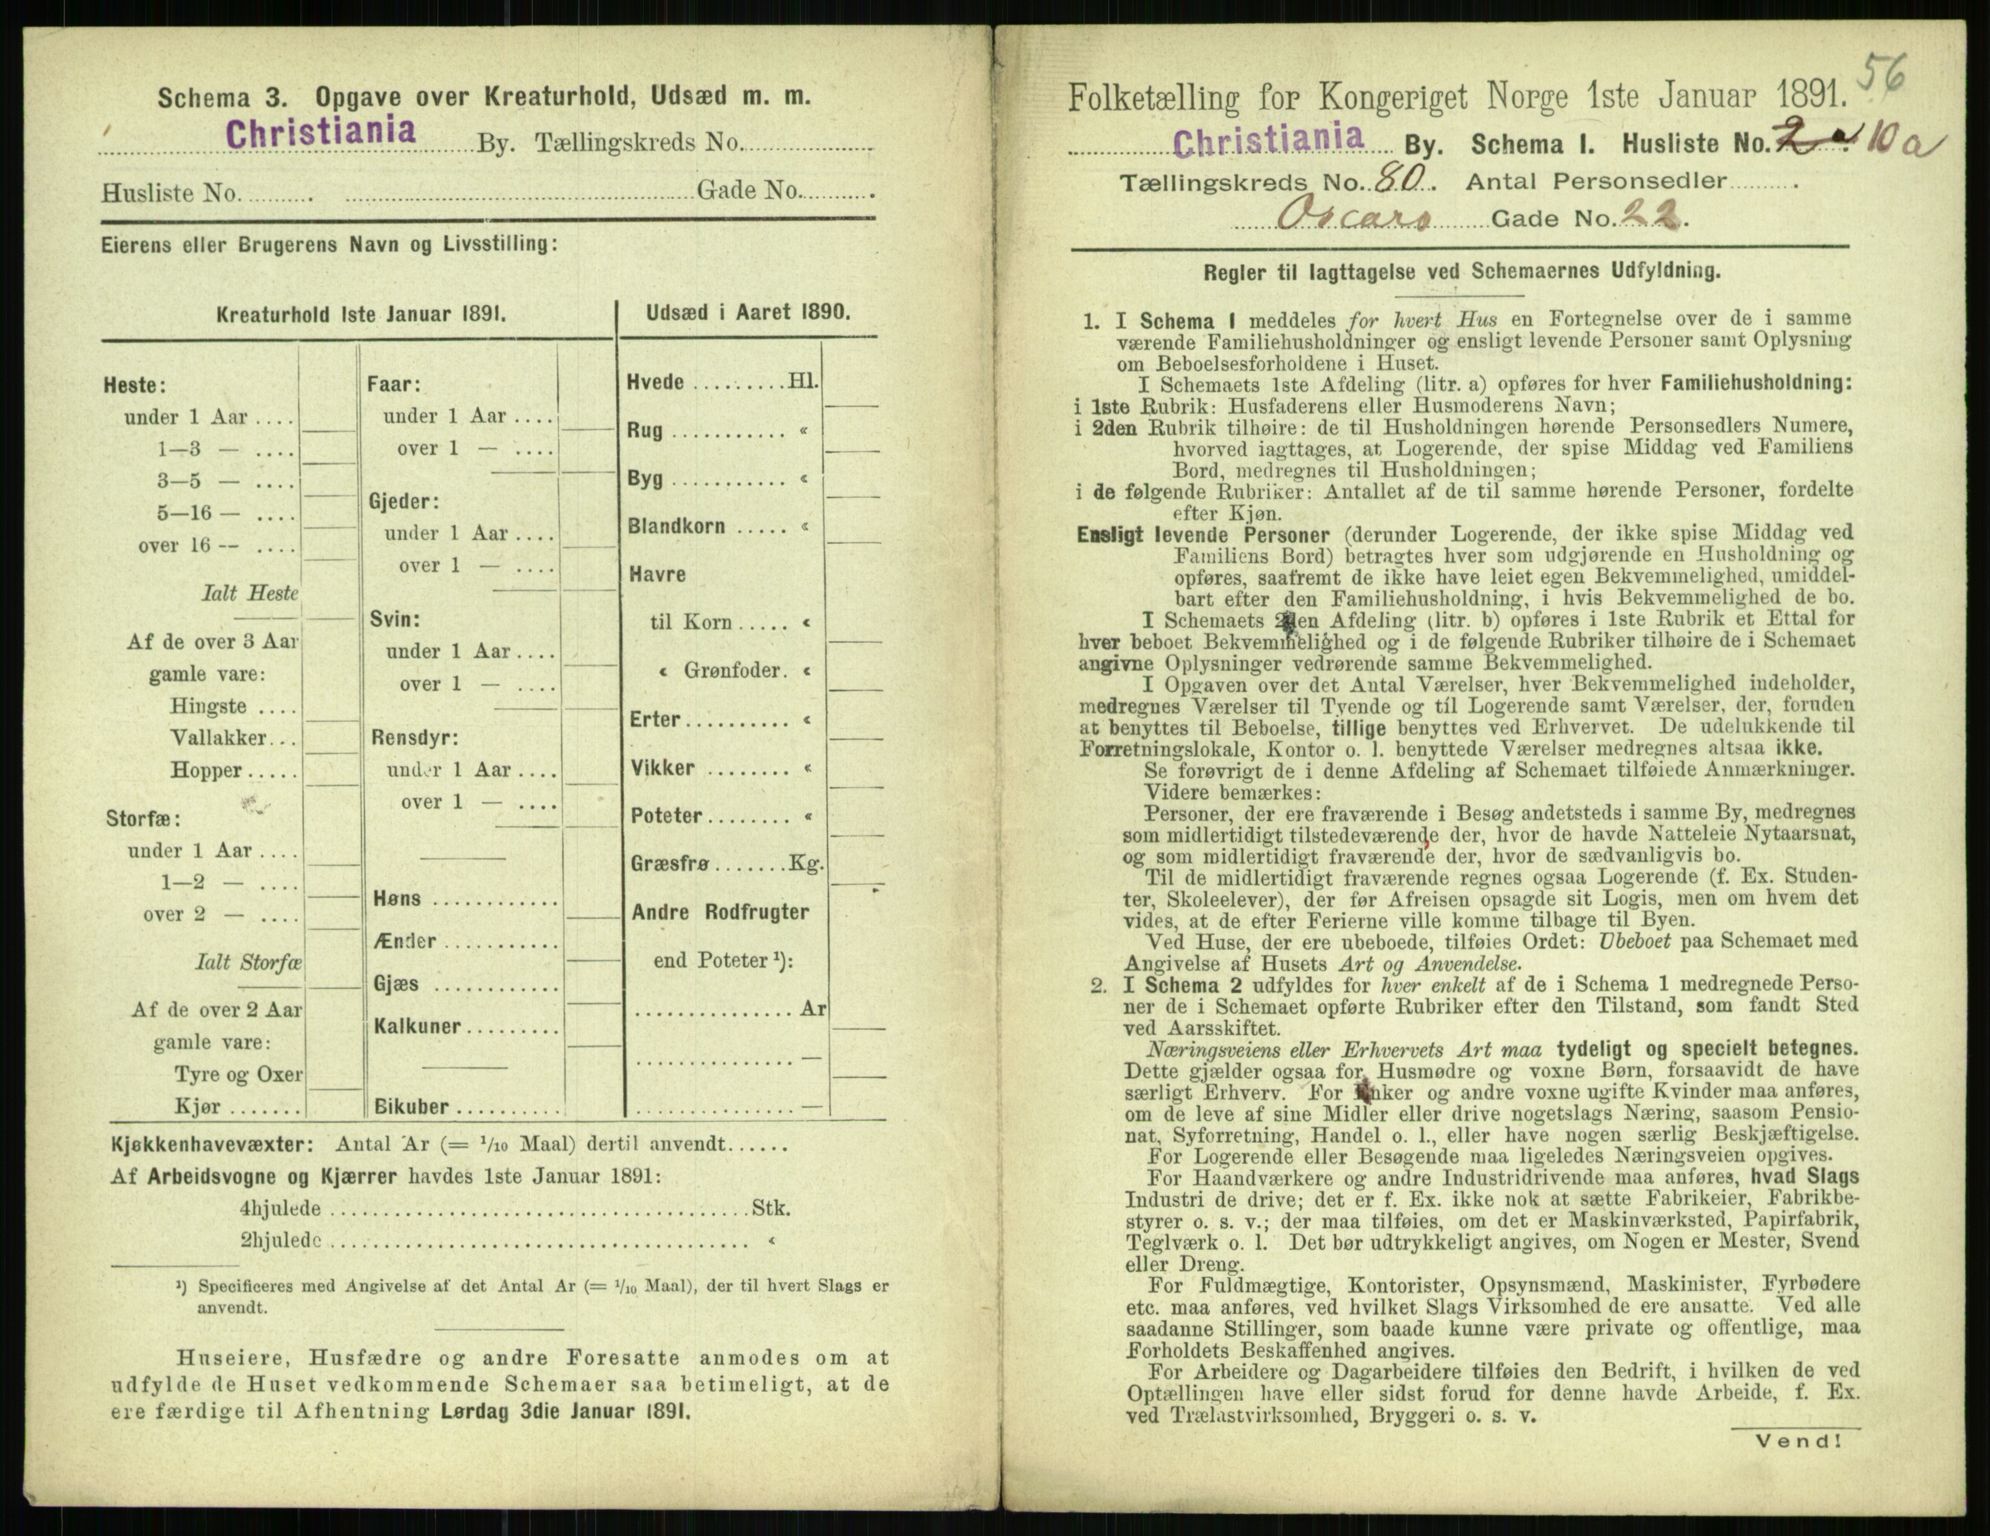 Schema 3. Opgave over Kreaturhold, Udsæd m. m.
Christiania By. Tællingskreds No.
Husliste No. Gade No.
Eierens eller Brugerens Navn og Livsstilling:
Kreaturhold 1ste Januar 1891.
Heste:
under 1 Aar ....
1—3 — ....
3—5 — ....
5—16 — ....
over 16 — ....
Ialt Heste
Af de over 3 Aar
gamle vare:
Hingste ....
Vallakker...
Hopper.....
Storfæ:
under 1 Aar ....
1—2 — ....
over 2 — ....
Ialt Storfæ
Af de over 2 Aar
gamle vare:
Tyre og Oxer
Kjør .......
Faar:
under 1 Aar ....
over 1 — ....
Gjeder:
under 1 Aar ....
over 1 — ....
Svin:
under 1 Aar ....
over 1 — ....
Rensdyr:
under 1 Aar ....
over 1 — ....
Høns ............
Ænder ...........
Gjæs ............
Kalkuner.........
Bikuber ..........
Udsæd i Aaret 1890.
Hvede .........Hl.
Rug ........... «
Byg ........... «
Blandkorn ..... «
Havre
til Korn ..... «
« Grønfoder. «
Erter.......... «
Vikker ........ «
Poteter........ «
Græsfrø .......Kg.
Andre Rodfrugter
end Poteter ¹):
............... Ar
............... —
............... —
Kjøkkenhavevæxter: Antal Ar (= ¹/₁₀ Maal) dertil anvendt......
Af Arbeidsvogne og Kjærrer havdes 1ste Januar 1891:
4hjulede ........................................Stk.
2hjulede ........................................ «
¹) Specificeres med Angivelse af det Antal Ar (= ¹/₁₀ Maal), der til hvert Slags er
anvendt.
Huseiere, Husfædre og andre Foresatte anmodes om at
udfylde de Huset vedkommende Schemaer saa betimeligt, at de
ere færdige til Afhentning Lørdag 3die Januar 1891.
56
Folketælling for Kongeriget Norge 1ste Januar 1891.
Christiania By. Schema 1. Husliste No. 2 a 10 a
Tællingskreds No. 80. Antal Personsedler .
Oscars Gade No. 22.
Regler til Iagttagelse ved Schemaernes Udfyldning.
1. I Schema 1 meddeles for hvert Hus en Fortegnelse over de i samme
værende Familiehusholdninger og ensligt levende Personer samt Oplysning
om Beboelsesforholdene i Huset.
I Schemaets 1ste Afdeling (litr. a) opføres for hver Familiehusholdning:
i 1ste Rubrik: Husfaderens eller Husmoderens Navn;
i 2den Rubrik tilhøire: de til Husholdningen hørende Personsedlers Numere,
hvorved iagttages, at Logerende, der spise Middag ved Familiens
Bord, medregnes til Husholdningen;
i de følgende Rubriker: Antallet af de til samme hørende Personer, fordelte
efter Kjøn.
Ensligt levende Personer (derunder Logerende, der ikke spise Middag ved
Familiens Bord) betragtes hver som udgjørende en Husholdning og
opføres, saafremt de ikke have leiet egen Bekvemmelighed, umiddel-
bart efter den Familiehusholdning, i hvis Bekvemmelighed de bo.
I Schemaets 2den Afdeling (litr. b) opføres i 1ste Rubrik et Ettal for
hver beboet Bekvemmelighed og i de følgende Rubriker tilhøire de i Schemaet
angivne Oplysninger vedrørende samme Bekvemmelighed.
I Opgaven over det Antal Værelser, hver Bekvemmelighed indeholder,
medregnes Værelser til Tyende og til Logerende samt Værelser, der, foruden
at benyttes til Beboelse, tillige benyttes ved Erhvervet. De udelukkende til
Forretningslokale, Kontor o. l. benyttede Værelser medregnes altsaa ikke.
Se forøvrigt de i denne Afdeling af Schemaet tilføiede Anmærkninger.
Videre bemærkes:
Personer, der ere fraværende i Besøg andetsteds i samme By, medregnes
som midlertidigt tilstedeværende der, hvor de havde Natteleie Nytaarsnat,
og som midlertidigt fraværende der, hvor de sædvanligvis bo.
Til de midlertidigt fraværende regnes ogsaa Logerende (f. Ex. Studen-
ter, Skoleelever), der før Afreisen opsagde sit Logis, men om hvem det
vides, at de efter Ferierne ville komme tilbage til Byen.
Ved Huse, der ere ubeboede, tilføies Ordet: Ubeboet paa Schemaet med
Angivelse af Husets Art og Anvendelse.
2. I Schema 2 udfyldes for hver enkelt af de i Schema 1 medregnede Perso-
ner de i Schemaet opførte Rubriker efter den Tilstand, som fandt Sted
ved Aarsskiftet.
Næringsveiens eller Erhvervets Art maa tydeligt og specielt betegnes.
Dette gjælder ogsaa for Husmødre og voxne Børn, forsaavidt de have
særligt Erhverv. For Enker og andre voxne ugifte Kvinder maa anføres,
om de leve af sine Midler eller drive nogetslags Næring, saasom Pensio-
nat, Syforretning, Handel o. l., eller have nogen særlig Beskjæftigelse.
For Logerende eller Besøgende maa ligeledes Næringsveien opgives.
For Haandværkere og andre Industridrivende maa anføres, hvad Slags
Industri de drive; det er f. Ex. ikke nok at sætte Fabrikeier, Fabrikbe-
styrer o. s. v.; der maa tilføies, om det er Maskinværksted, Papirfabrik,
Teglværk o. l. Det bør udtrykkeligt angives, om Nogen er Mester, Svend
eller Dreng.
For Fuldmægtige, Kontorister, Opsynsmænd, Maskinister, Fyrbødere
etc. maa anføres, ved hvilket Slags Virksomhed de ere ansatte. Ved alle
saadanne Stillinger, som baade kunne være private og offentlige, maa
Forholdets Beskaffenhed angives.
For Arbeidere og Dagarbeidere tilføies den Bedrift, i hvilken de ved
Optællingen have eller sidst forud for denne havde Arbeide, f. Ex.
ved Trælastvirksomhed, Bryggeri o. s. v.
Vend!